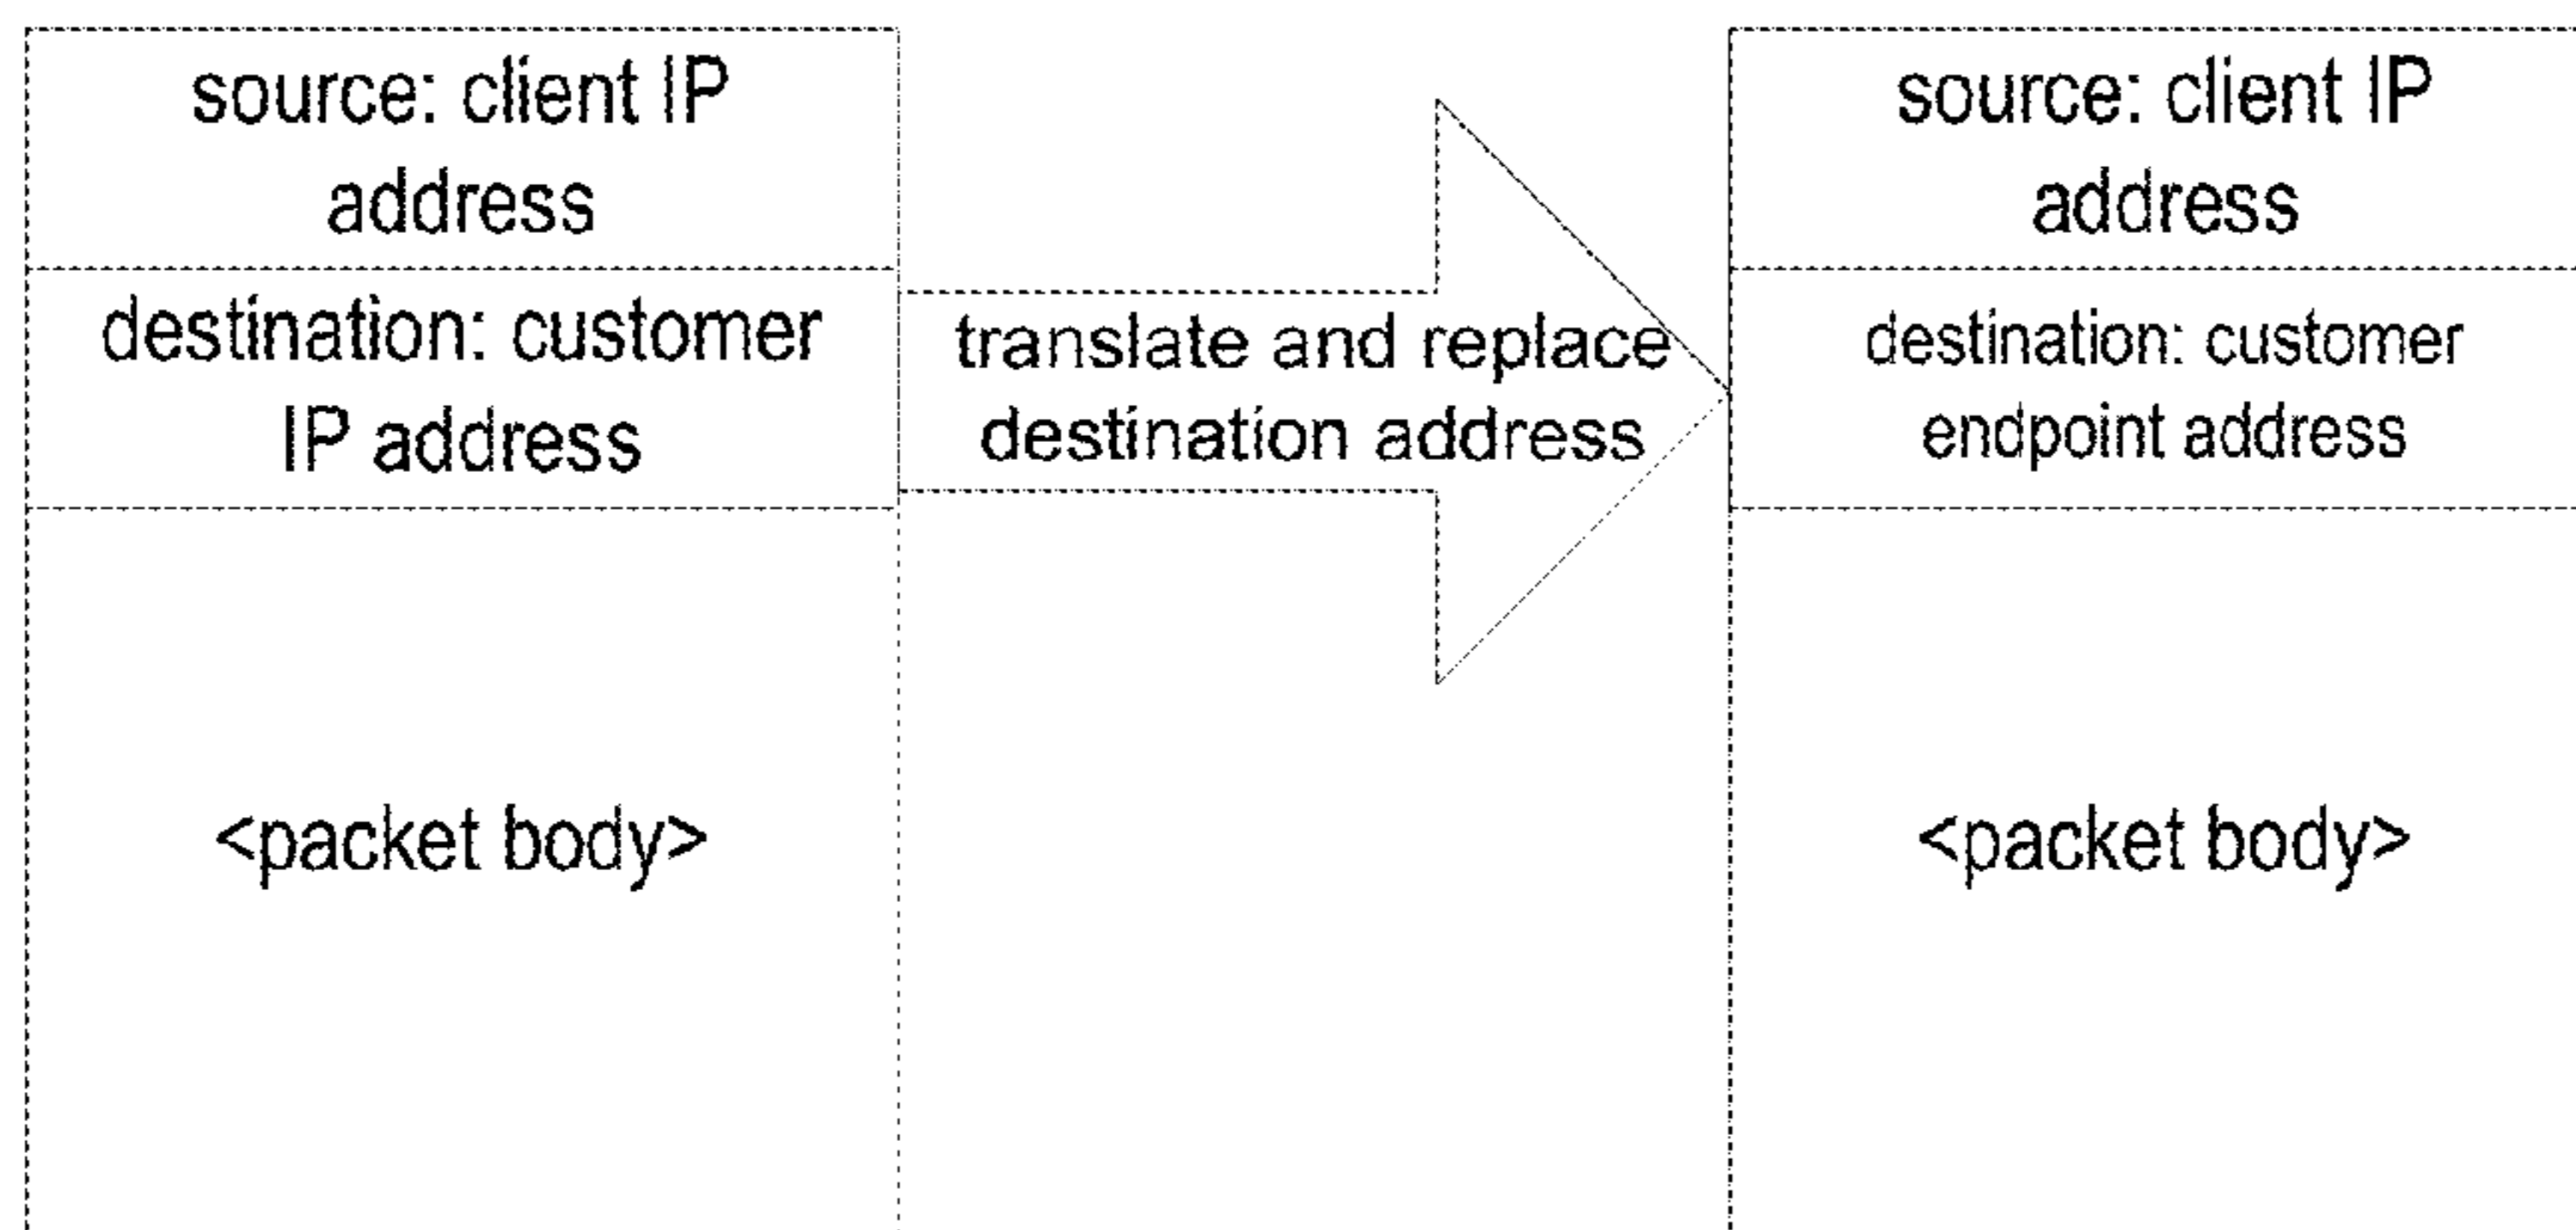 source: client IP
address
destination: customer
IP address
<packet body>
translate and replace
destination address
source: client IP
address
destination: customer
endpoint address
<packet body>